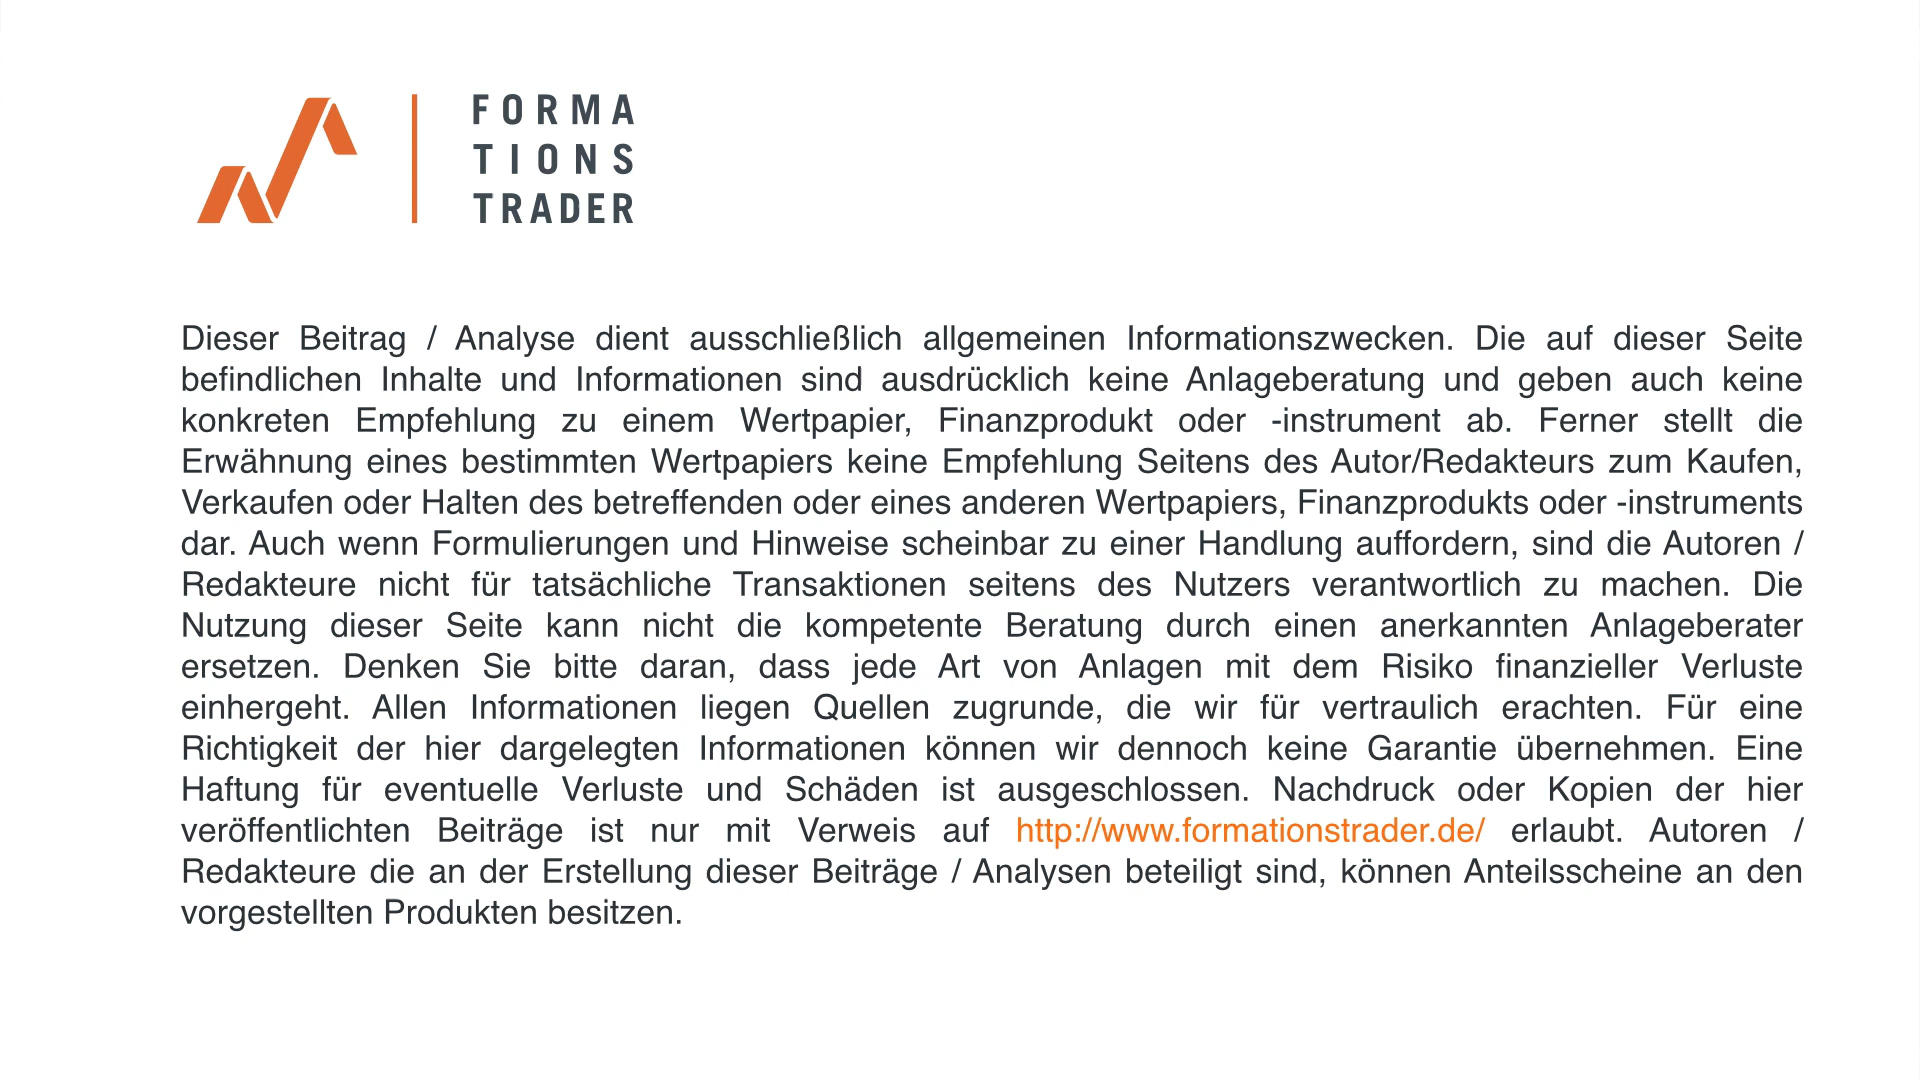 FORMA
TIONS
TRADER
Dieser Beitrag / Analyse dient ausschließlich allgemeinen Informationszwecken. Die auf dieser Seite
befindlichen Inhalte und Informationen sind ausdrücklich keine Anlageberatung und geben auch keine
konkreten Empfehlung zu einem Wertpapier, Finanzprodukt oder -instrument ab. Ferner stellt die
Erwähnung eines bestimmten Wertpapiers keine Empfehlung Seitens des Autor/Redakteurs zum Kaufen,
Verkaufen oder Halten des betreffenden oder eines anderen Wertpapiers, Finanzprodukts oder -instruments
dar. Auch wenn Formulierungen und Hinweise scheinbar zu einer Handlung auffordern, sind die Autoren /
Redakteure nicht für tatsächliche Transaktionen seitens des Nutzers verantwortlich zu machen. Die
Nutzung dieser Seite kann nicht die kompetente Beratung durch einen anerkannten Anlageberater
ersetzen. Denken Sie bitte daran, dass jede Art von Anlagen mit dem Risiko finanzieller Verluste
einhergeht. Allen Informationen liegen Quellen zugrunde, die wir für vertraulich erachten. Für eine
Richtigkeit der hier dargelegten Informationen können wir dennoch keine Garantie übernehmen. Eine
Haftung für eventuelle Verluste und Schäden ist ausgeschlossen. Nachdruck oder Kopien der hier
veröffentlichten Beiträge ist nur mit Verweis auf http://www.formationstrader.de/ erlaubt. Autoren /
Redakteure die an der Erstellung dieser Beiträge / Analysen beteiligt sind, können Anteilsscheine an den
vorgestellten Produkten besitzen.